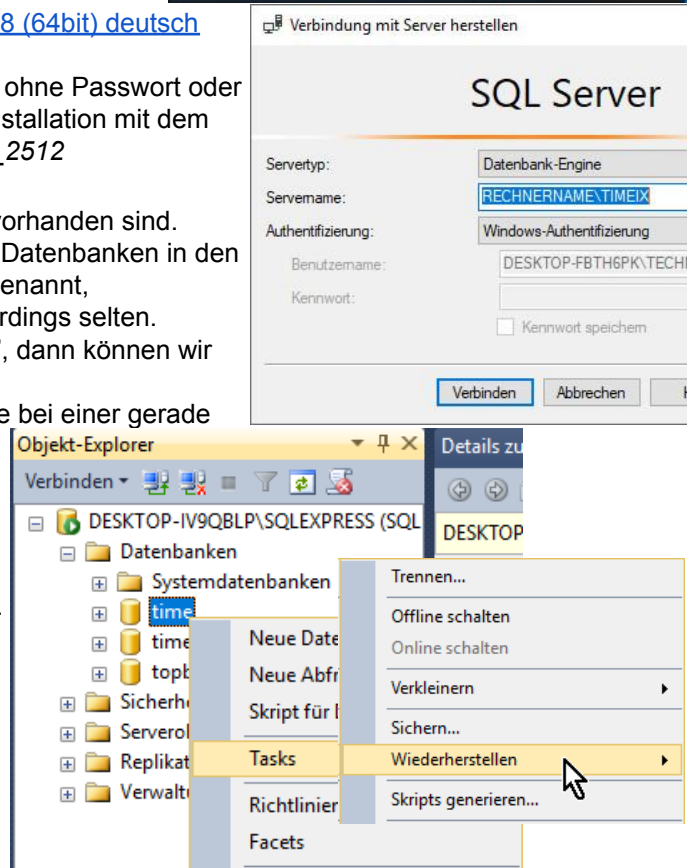 8 (64bit) deutsch
ohne Passwort oder
stallation mit dem
_2512
vorhanden sind.
Datenbanken in den
enannt,
rdings selten.
", dann können wir
e bei einer gerade
Verbindung mit Server herstellen
SQL Server
Servertyp:
Datenbank-Engine
Servername:
RECHNERNAME\TIMEIX
Authentifizierung:
Windows-Authentifizierung
Benutzername:
DESKTOP-FBTH6PK\TECH
Kennwort:
Kennwort speichern
Verbinden
Abbrechen
Objekt-Explorer
Details zu
Verbinden
DESKTOP-IV9QBLP\SQLEXPRESS (SQL
DESKTOP
Datenbanken
Systemdatenbanken
time
time
topb
Sicherh
Servero
Replikat
Verwaltu
Neue Date
Neue Abfr
Skript für
Tasks
Richtlinier
Facets
Trennen...
Offline schalten
Online schalten
Verkleinern
Sichern...
Wiederherstellen
Skripts generieren...